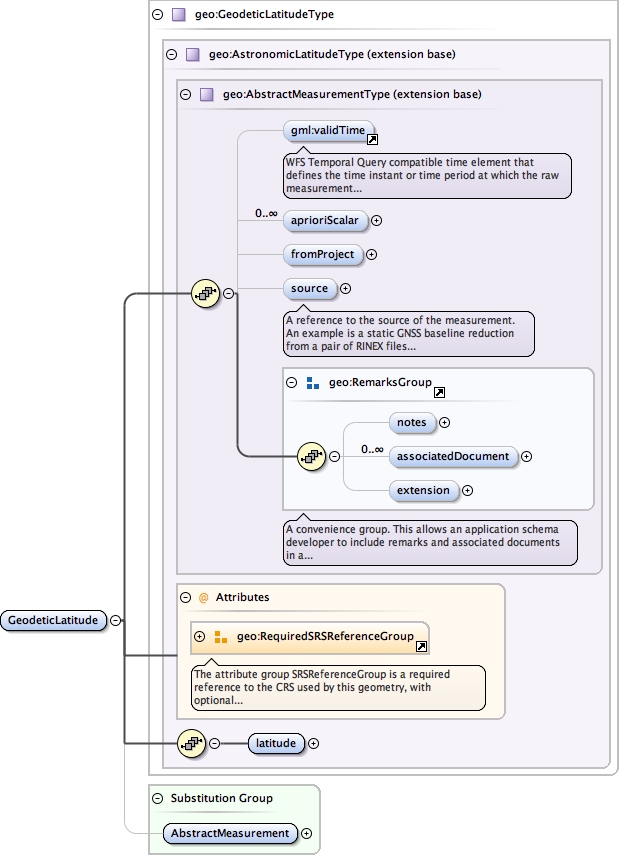 geo:GeodeticLatitudeType
geo:AstronomicLatitudeType (extension base)
geo:AbstractMeasurementType (extension base)
gml:validTime
WFS Temporal Query compatible time element that
defines the time instant or time period at which the raw
measurement...
0..∞
aprioriScalar
fromProject
source
A reference to the source of the measurement.
An example is a static GNSS baseline reduction
from a pair of RINEX files...
geo:RemarksGroup
notes
0..∞
associatedDocument
extension
A convenience group. This allows an application schema
developer to include remarks and associated documents
in a...
GeodeticLatitude
@ Attributes
geo:RequiredSRSReferenceGroup
The attribute group SRSReferenceGroup is a required
reference to the CRS used by this geometry, with
optional...
latitude
Substitution Group
AbstractMeasurement